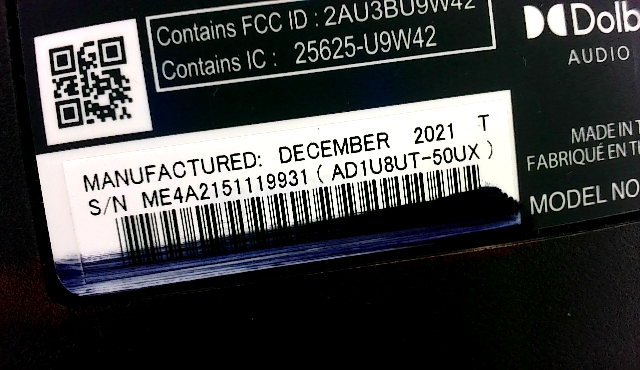 Contains FCC ID : 2AU3BU9W42
Contains IC : 25625-U9W42
AUDIO
MANUFACTURED: DECEMBER 2021 T
S/N ME4A2151119931 ( AD1U8UT-50UX )
MADE IN
FABRIQUÉ EN
MODEL NO